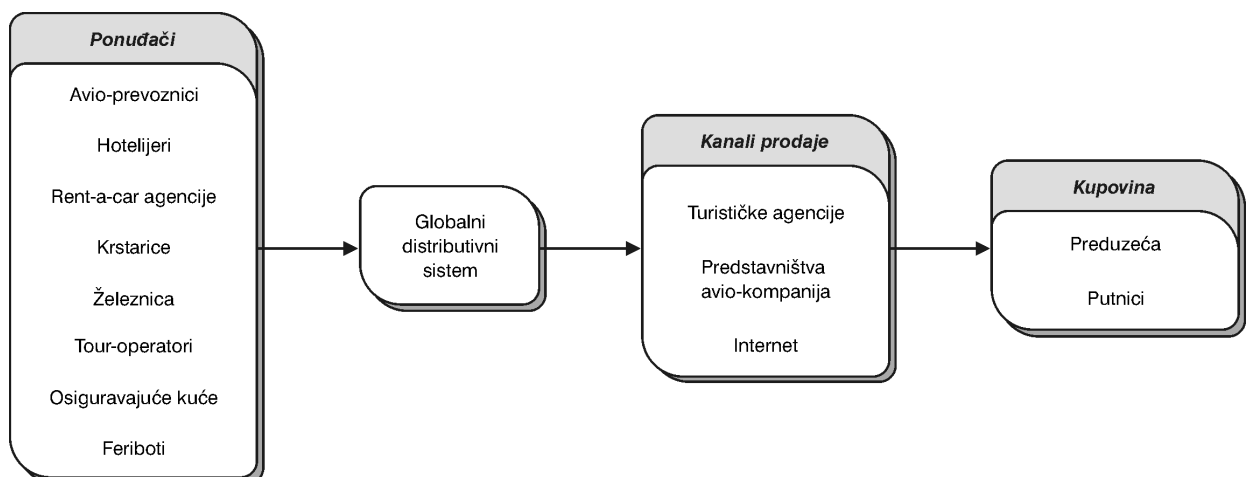 Ponuđači
Avio-prevoznici
Hotelijeri
Rent-a-car agencije
Krstarice
Železnica
Tour-operatori
Osiguravajuće kuće
Feriboti
Globalni
distributivni
sistem
Kanali prodaje
Turističke agencije
Predstavništva
avio-kompanija
Internet
Kupovina
Preduzeća
Putnici